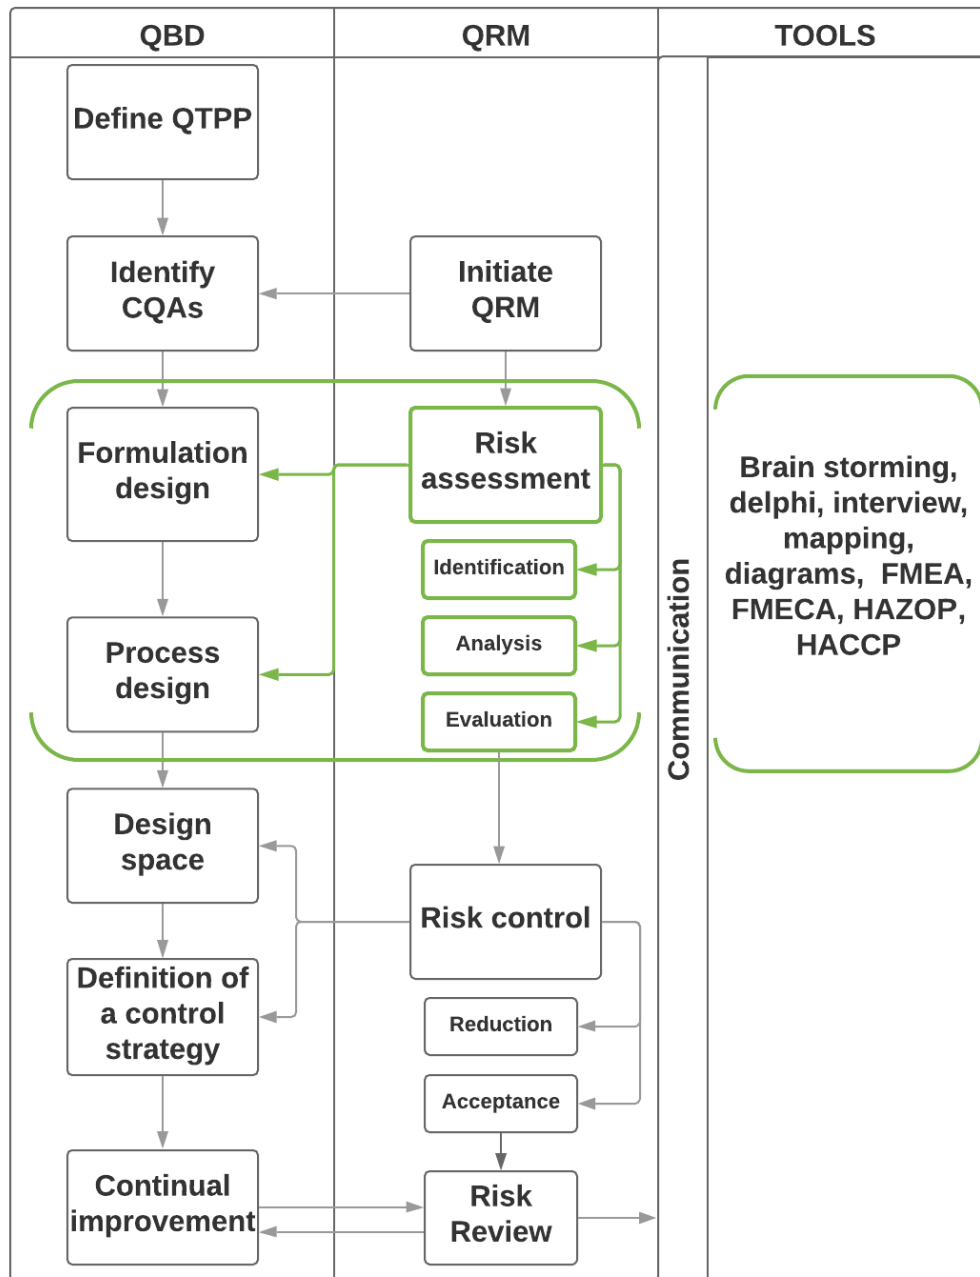 QBD
QRM
TOOLS
Define QTPP
Identify
CQAs
Initiate
QRM
Formulation
design
Risk
assessment
Identification
Analysis
Evaluation
Process
design
Communication
Brain storming,
delphi, interview,
mapping,
diagrams, FMEA,
FMECA, HAZOP,
HACCP
Design
space
Risk control
Definition of
a control
strategy
Reduction
Acceptance
Continual
improvement
Risk
Review